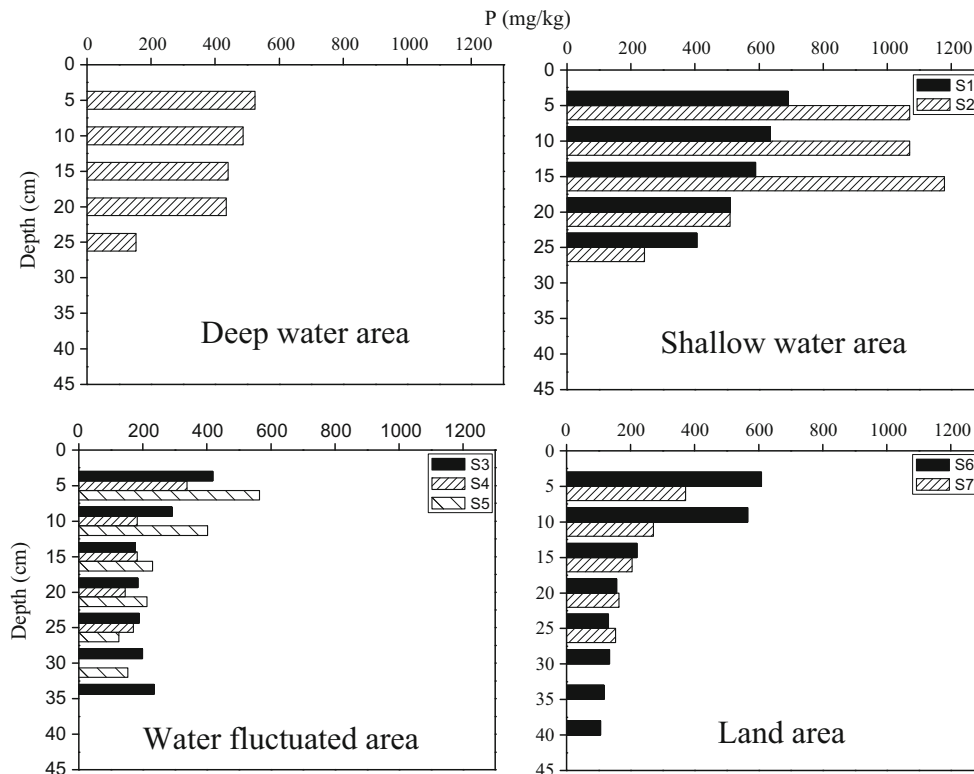 P (mg/kg)
0 200 400 600 800 1000 1200
0
5
10
15
20
25
30
35
40
45
Depth (cm)
Deep water area
0 200 400 600 800 1000 1200
0
5
10
15
20
25
30
35
40
45
S1
S2
Shallow water area
0 200 400 600 800 1000 1200
0
5
10
15
20
25
30
35
40
45
Depth (cm)
S3
S4
S5
Water fluctuated area
0 200 400 600 800 1000 1200
0
5
10
15
20
25
30
35
40
45
S6
S7
Land area